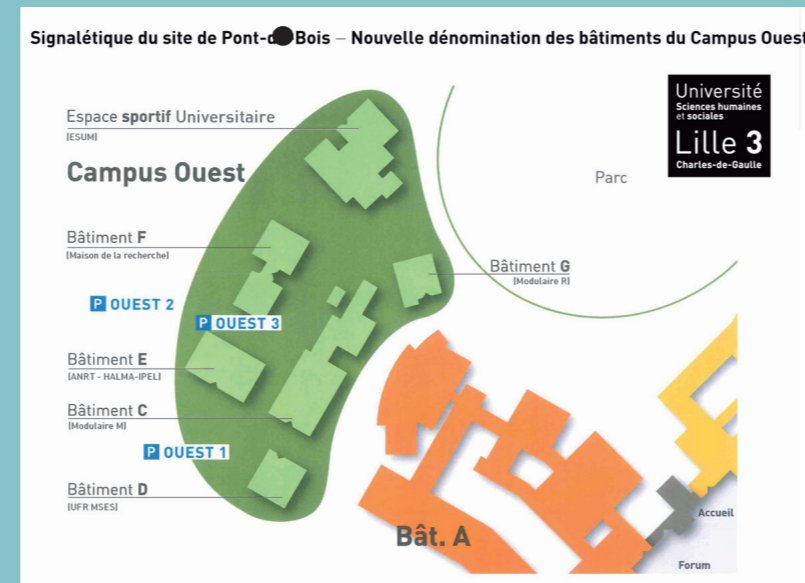 Signalétique du site de Pont- Bois – Nouvelle dénomination des bâtiments du Campus Ouest
Université
Sciences humaines
et sociales
Lille 3
Charles-de-Gaulle
Espace sportif Universitaire
(ESUM)
Campus Ouest
Parc
Bâtiment F
(Maison de la recherche)
Bâtiment G
(Modulaire R)
P OUEST 2
P OUEST 3
Bâtiment E
(ANRT - HALMA-IPEL)
Bâtiment C
(Modulaire M)
P OUEST 1
Bâtiment D
(UFR MSES)
Bât. A
Accueil
Forum